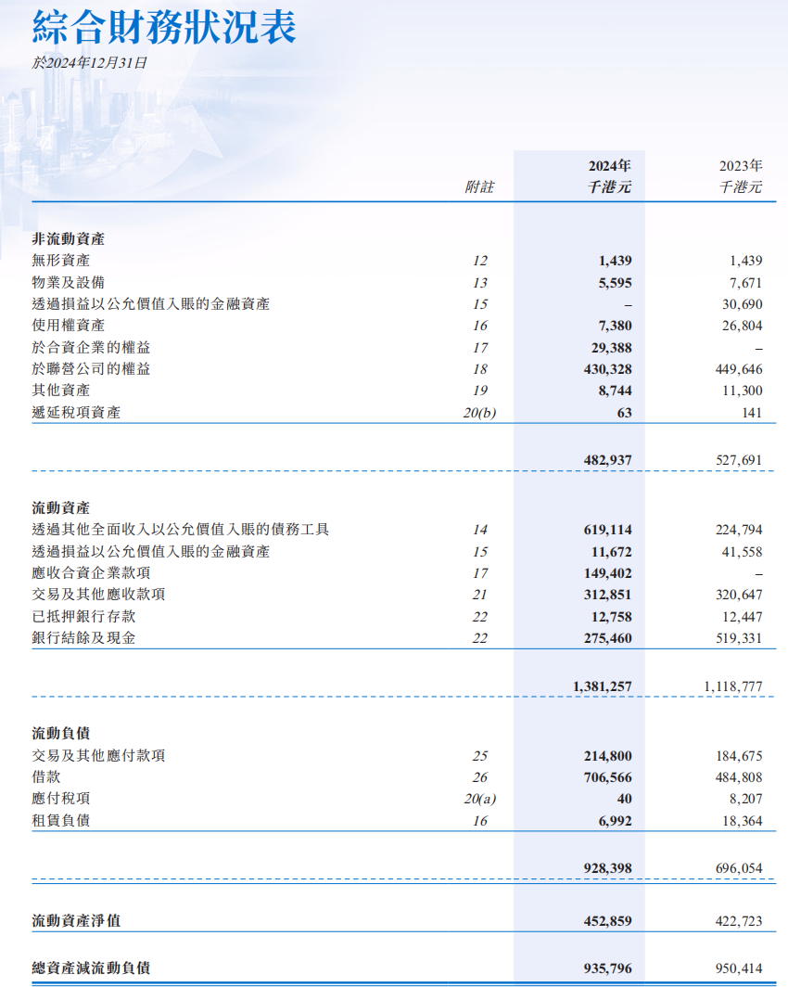 綜合財務狀況表
於2024年12月31日
2024年 2023年
附註 千港元 千港元
非流動資產
無形資產 12 1,439 1,439
物業及設備 13 5,595 7,671
透過損益以公允價值入賬的金融資產 15 – 30,690
使用權資產 16 7,380 26,804
於合資企業的權益 17 29,388 –
於聯營公司的權益 18 430,328 449,646
其他資產 19 8,744 11,300
遞延稅項資產 20(b) 63 141
482,937 527,691
流動資產
透過其他全面收入以公允價值入賬的債務工具 14 619,114 224,794
透過損益以公允價值入賬的金融資產 15 11,672 41,558
應收合資企業款項 17 149,402 –
交易及其他應收款項 21 312,851 320,647
已抵押銀行存款 22 12,758 12,447
銀行結餘及現金 22 275,460 519,331
1,381,257 1,118,777
流動負債
交易及其他應付款項 25 214,800 184,675
借款 26 706,566 484,808
應付稅項 20(a) 40 8,207
租賃負債 16 6,992 18,364
928,398 696,054
流動資產淨值 452,859 422,723
總資產減流動負債 935,796 950,414